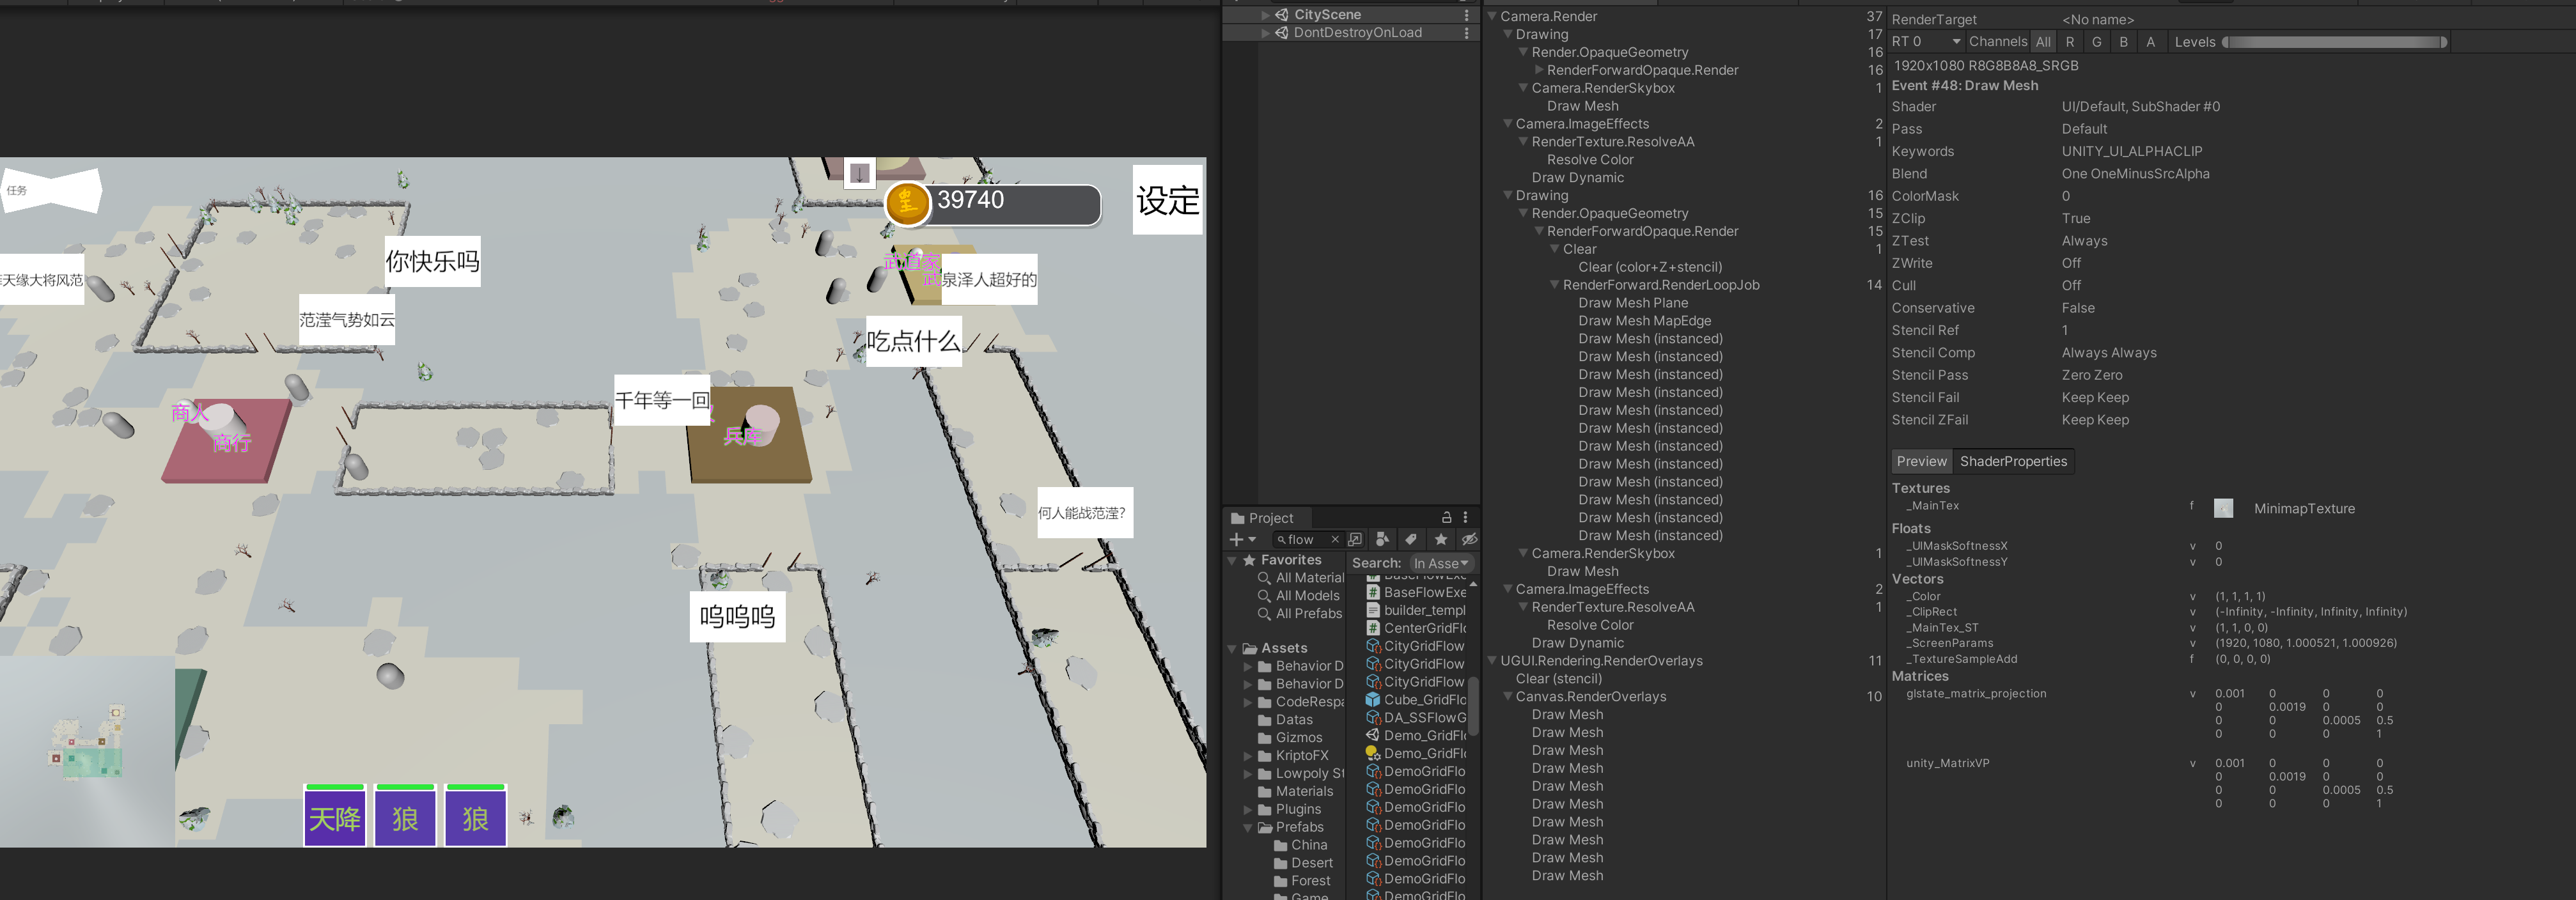 任务
39740
设定
你快乐吗
天缘大将风范
范滢气势如云
武道家
武
泉泽人超好的
吃点什么
千年等一回
商人
商行
何人能战范滢?
呜呜呜
天降
狼
狼
CityScene
DontDestroyOnLoad
Project
flow
Favorites
All Material
All Models
All Prefabs
Assets
Behavior D
Behavior D
CodeRespa
Datas
Gizmos
KriptoFX
Lowpoly St
Materials
Plugins
Prefabs
China
Desert
Forest
Game
Search: In Asse
BaseFlowExe
BaseFlowExe
builder_templ
CenterGridFlo
CityGridFlow
CityGridFlow
CityGridFlow
Cube_GridFlo
DA_SSFlowG
Demo_GridFlo
Demo_GridFlo
DemoGridFlo
DemoGridFlo
DemoGridFlo
DemoGridFlo
DemoGridFlo
DemoGridFlo
DemoGridFlo
DemoGridFlo
Camera.Render 37
Drawing 17
Render.OpaqueGeometry 16
RenderForwardOpaque.Render 16
Camera.RenderSkybox 1
Draw Mesh
Camera.ImageEffects 2
RenderTexture.ResolveAA 1
Resolve Color
Draw Dynamic
Drawing 16
Render.OpaqueGeometry 15
RenderForwardOpaque.Render 15
Clear 1
Clear (color+Z+stencil)
RenderForward.RenderLoopJob 14
Draw Mesh Plane
Draw Mesh MapEdge
Draw Mesh (instanced)
Draw Mesh (instanced)
Draw Mesh (instanced)
Draw Mesh (instanced)
Draw Mesh (instanced)
Draw Mesh (instanced)
Draw Mesh (instanced)
Draw Mesh (instanced)
Draw Mesh (instanced)
Draw Mesh (instanced)
Draw Mesh (instanced)
Draw Mesh (instanced)
Camera.RenderSkybox 1
Draw Mesh
Camera.ImageEffects 2
RenderTexture.ResolveAA 1
Resolve Color
Draw Dynamic
UGUI.Rendering.RenderOverlays 11
Clear (stencil)
Canvas.RenderOverlays 10
Draw Mesh
Draw Mesh
Draw Mesh
Draw Mesh
Draw Mesh
Draw Mesh
Draw Mesh
Draw Mesh
Draw Mesh
Draw Mesh
RenderTarget <No name>
RT 0 Channels All R G B A Levels
1920x1080 R8G8B8A8_SRGB
Event #48: Draw Mesh
Shader UI/Default, SubShader #0
Pass Default
Keywords UNITY_UI_ALPHACLIP
Blend One OneMinusSrcAlpha
ColorMask 0
ZClip True
ZTest Always
ZWrite Off
Cull Off
Conservative False
Stencil Ref 1
Stencil Comp Always Always
Stencil Pass Zero Zero
Stencil Fail Keep Keep
Stencil ZFail Keep Keep
Preview ShaderProperties
Textures
_MainTex f MinimapTexture
Floats
_UIMaskSoftnessX v 0
_UIMaskSoftnessY v 0
Vectors
_Color v (1, 1, 1, 1)
_ClipRect v (-Infinity, -Infinity, Infinity, Infinity)
_MainTex_ST v (1, 1, 0, 0)
_ScreenParams v (1920, 1080, 1.000521, 1.000926)
_TextureSampleAdd f (0, 0, 0, 0)
Matrices
glstate_matrix_projection v 0.001 0 0 0
0 0.0019 0 0
0 0 0.0005 0.5
0 0 0 1
unity_MatrixVP v 0.001 0 0 0
0 0.0019 0 0
0 0 0.0005 0.5
0 0 0 1